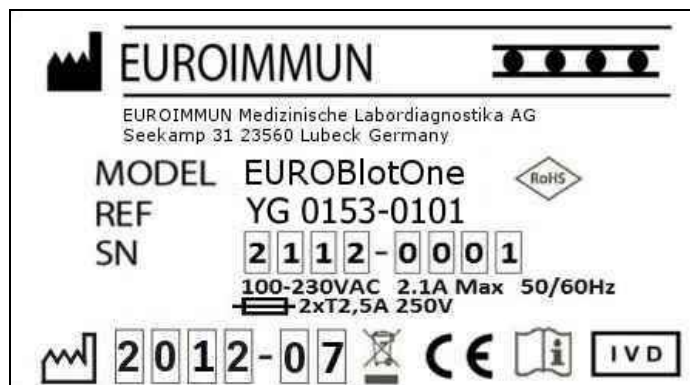 EUROIMMUN
EUROIMMUN Medizinische Labordiagnostika AG
Seekamp 31 23560 Lubeck Germany
MODEL EUROBlotOne RoHS
REF YG 0153-0101
SN 2112-0001
100-230VAC 2.1A Max 50/60Hz
2xT2,5A 250V
2012-07 CE i IVD